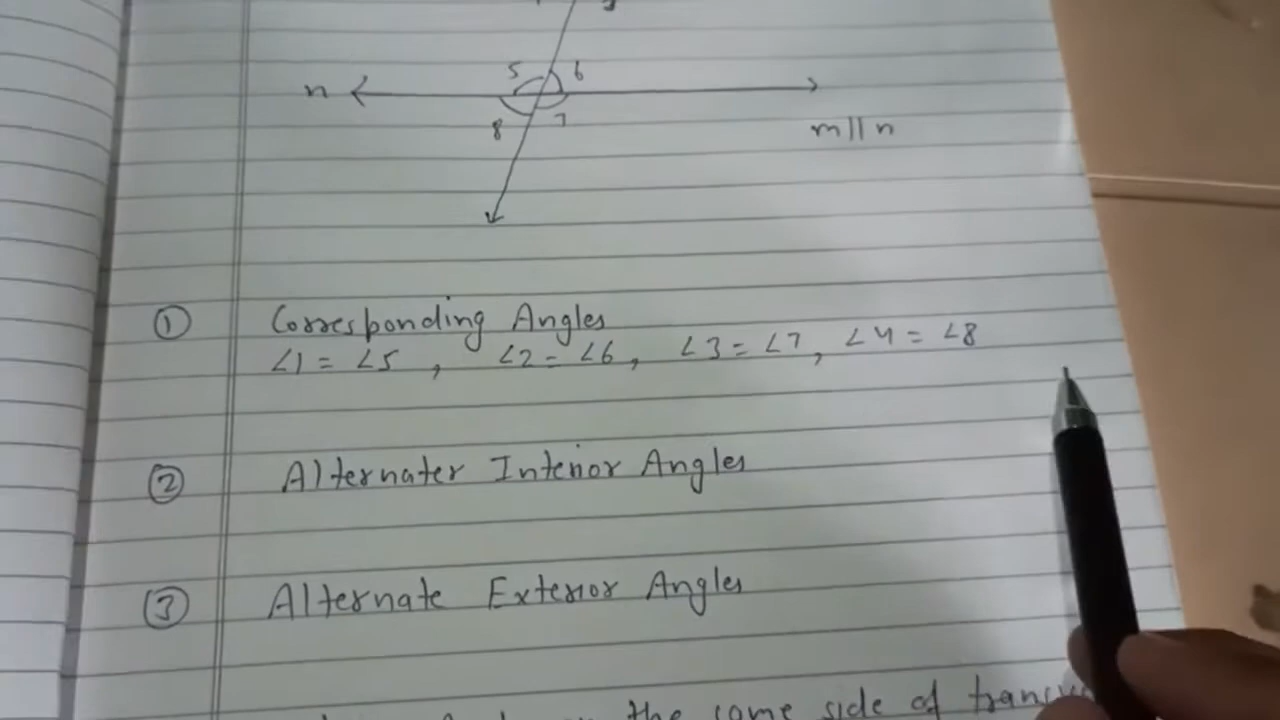 5 6
n
8 7
m || n
① Corresponding Angles
∠1 = ∠5 , ∠2 = ∠6 , ∠3 = ∠7 , ∠4 = ∠8
② Alternater Interior Angles
③ Alternate Exterior Angles
the same side of